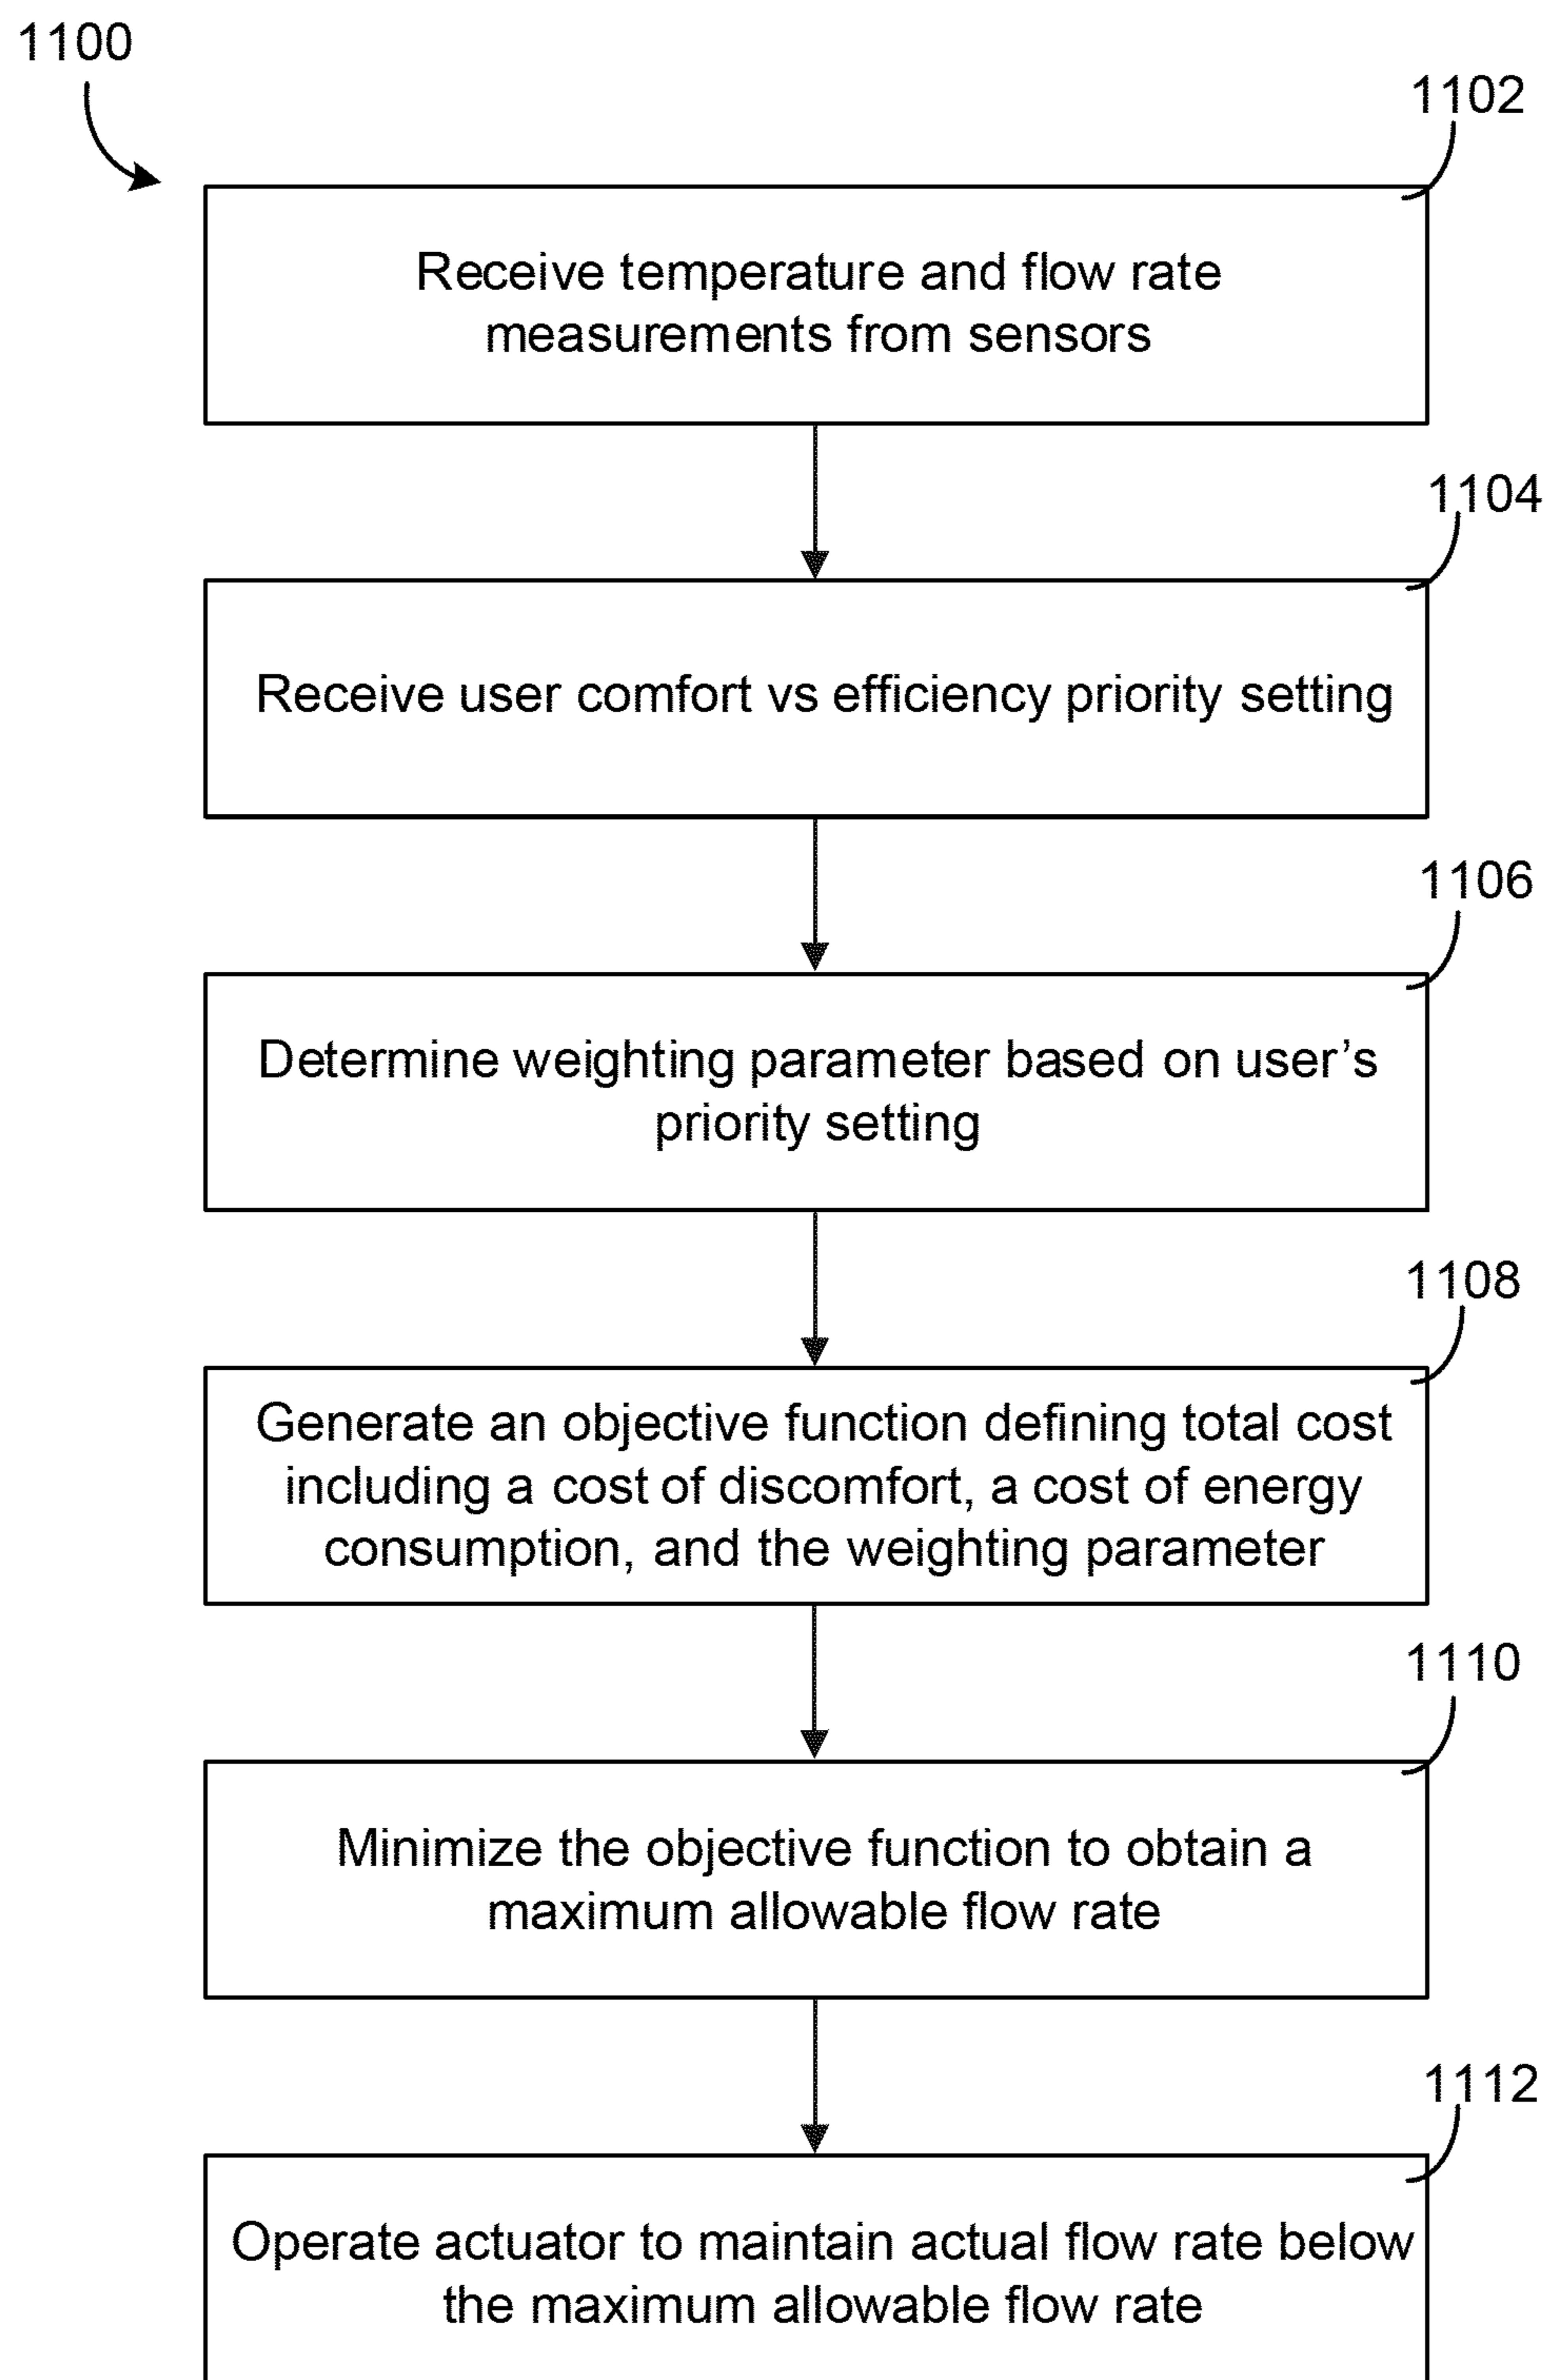 1100
1102
Receive temperature and flow rate
measurements from sensors
1104
Receive user comfort vs efficiency priority setting
1106
Determine weighting parameter based on user's
priority setting
1108
Generate an objective function defining total cost
including a cost of discomfort, a cost of energy
consumption, and the weighting parameter
1110
Minimize the objective function to obtain a
maximum allowable flow rate
1112
Operate actuator to maintain actual flow rate below
the maximum allowable flow rate